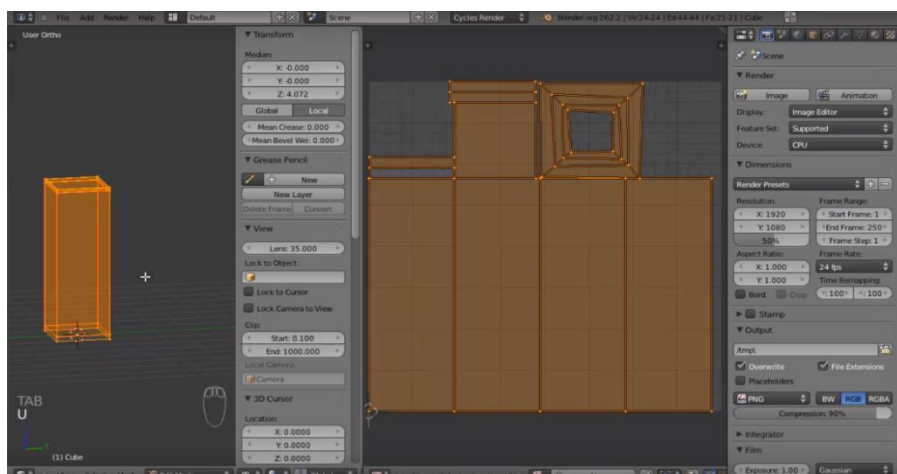 File Add Render Help Default Scene Cycles Render blender.org 262.2 | Ve:24-24 | Ed:44-44 | Fa:21-21 | Cube
User Ortho
Transform
Median:
X: -0.000
Y: -0.000
Z: 4.072
Global Local
Mean Crease: 0.000
Mean Bevel Wei: 0.000
Grease Pencil
New
New Layer
Delete Frame Convert
View
Lens: 35.000
Lock to Object:
Lock to Cursor
Lock Camera to View
Clip:
Start: 0.100
End: 1000.000
Local Camera:
Camera
3D Cursor
Location:
X: 0.0000
Y: 0.0000
Z: 0.0000
TAB
U
(1) Cube
Scene
Render
Image Animation
Display: Image Editor
Feature Set: Supported
Device: CPU
Dimensions
Render Presets
Resolution: Frame Range:
X: 1920 Start Frame: 1
Y: 1080 End Frame: 250
50% Frame Step: 1
Aspect Ratio: Frame Rate:
X: 1.000 24 fps
Y: 1.000 Time Remapping:
Bord Crop 100 100
Stamp
Output
/tmp\
Overwrite File Extensions
Placeholders
PNG BW RGB RGBA
Compression: 90%
Integrator
Film
Exposure: 1.00 Gaussian